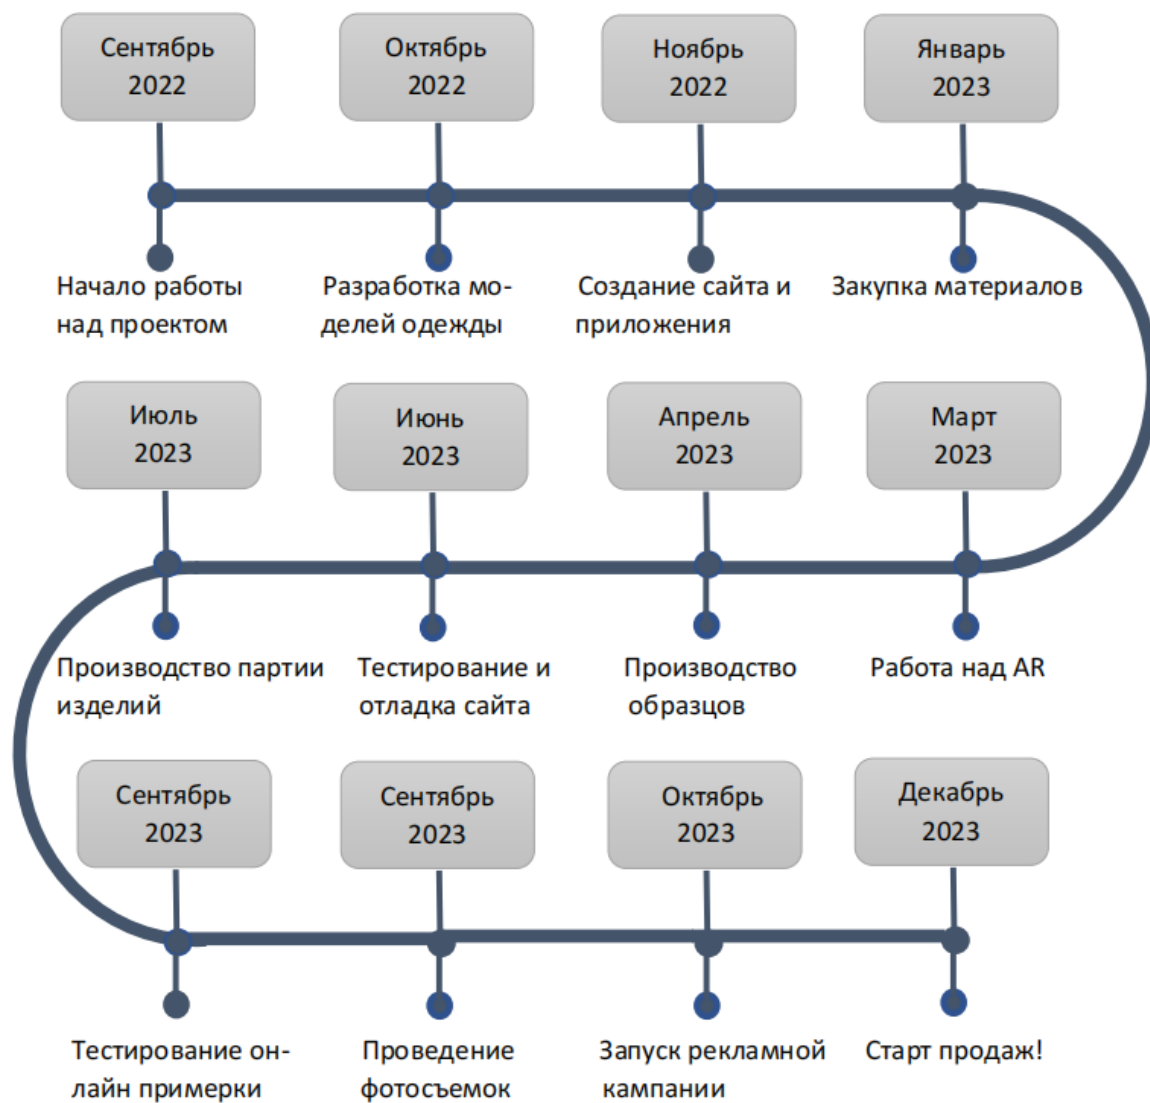 Сентябрь
2022
Октябрь
2022
Ноябрь
2022
Январь
2023
Начало работы
над проектом
Разработка мо-
делей одежды
Создание сайта и
приложения
Закупка материалов
Июль
2023
Июнь
2023
Апрель
2023
Март
2023
Производство партии
изделий
Тестирование и
отладка сайта
Производство
образцов
Работа над AR
Сентябрь
2023
Сентябрь
2023
Октябрь
2023
Декабрь
2023
Тестирование он-
лайн примерки
Проведение
фотосъемок
Запуск рекламной
кампании
Старт продаж!